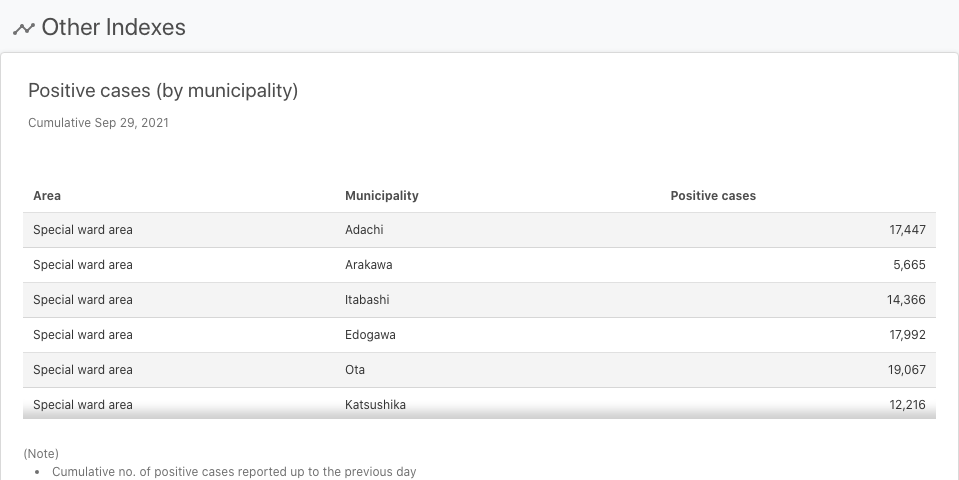 Other Indexes
Positive cases (by municipality)
Cumulative Sep 29, 2021
Area Municipality Positive cases
Special ward area Adachi 17,447
Special ward area Arakawa 5,665
Special ward area Itabashi 14,366
Special ward area Edogawa 17,992
Special ward area Ota 19,067
Special ward area Katsushika 12,216
(Note)
• Cumulative no. of positive cases reported up to the previous day